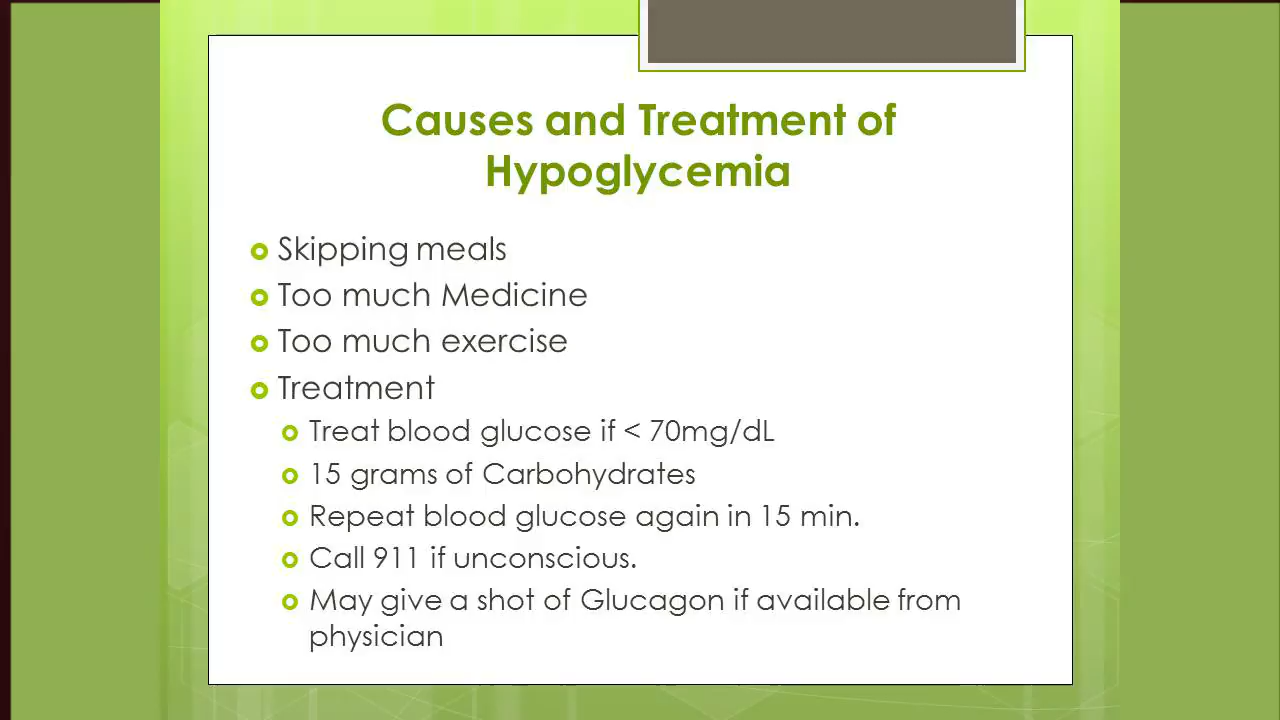 Causes and Treatment of
Hypoglycemia
Skipping meals
Too much Medicine
Too much exercise
Treatment
Treat blood glucose if < 70mg/dL
15 grams of Carbohydrates
Repeat blood glucose again in 15 min.
Call 911 if unconscious.
May give a shot of Glucagon if available from
physician